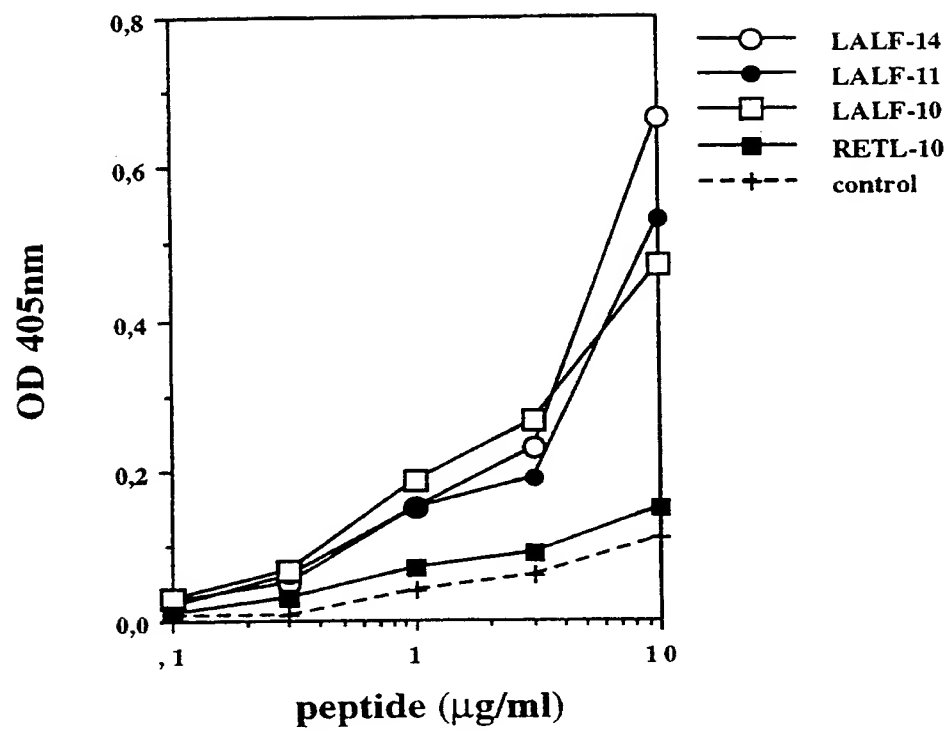 0,8
0,6
0,4
0,2
0,0
OD 405nm
,1
1
10
peptide (μg/ml)
LALF-14
LALF-11
LALF-10
RETL-10
control